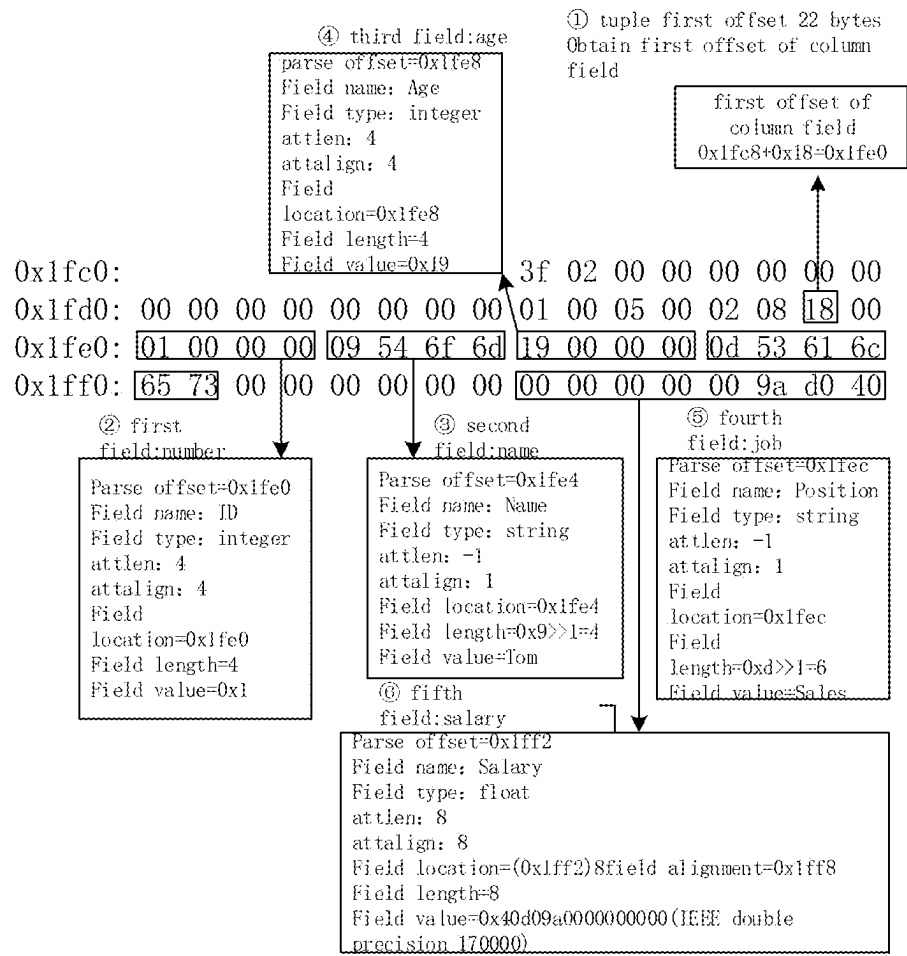 ① tuple first offset 22 bytes
Obtain first offset of column
field
first offset of
column field
0x1fc8+0x18=0x1fe0
④ third field:age
parse offset=0x1fe8
Field name: Age
Field type: integer
attlen: 4
attalign: 4
Field
location=0x1fe8
Field length=4
Field value=0x19
0x1fc0: 3f 02 00 00 00 00 00 00
0x1fd0: 00 00 00 00 00 00 00 00 01 00 05 00 02 08 18 00
0x1fe0: 01 00 00 00 09 54 6f 6d 19 00 00 00 0d 53 61 6c
0x1ff0: 65 73 00 00 00 00 00 00 00 00 00 00 00 9a d0 40
② first
field:number
Parse offset=0x1fe0
Field name: ID
Field type: integer
attlen: 4
attalign: 4
Field
location=0x1fe0
Field length=4
Field value=0x1
③ second
field:name
Parse offset=0x1fe4
Field name: Name
Field type: string
attlen: -1
attalign: 1
Field location=0x1fe4
Field length=0x9>>1=4
Field value=Tom
⑤ fourth
field:job
Parse offset=0x1fec
Field name: Position
Field type: string
attlen: -1
attalign: 1
Field
location=0x1fec
Field
length=0xd>>1=6
Field value=Sales
⑥ fifth
field:salary
Parse offset=0x1ff2
Field name: Salary
Field type: float
attlen: 8
attalign: 8
Field location=(0x1ff2)8field alignment=0x1ff8
Field length=8
Field value=0x40d09a0000000000(IEEE double
precision 170000)